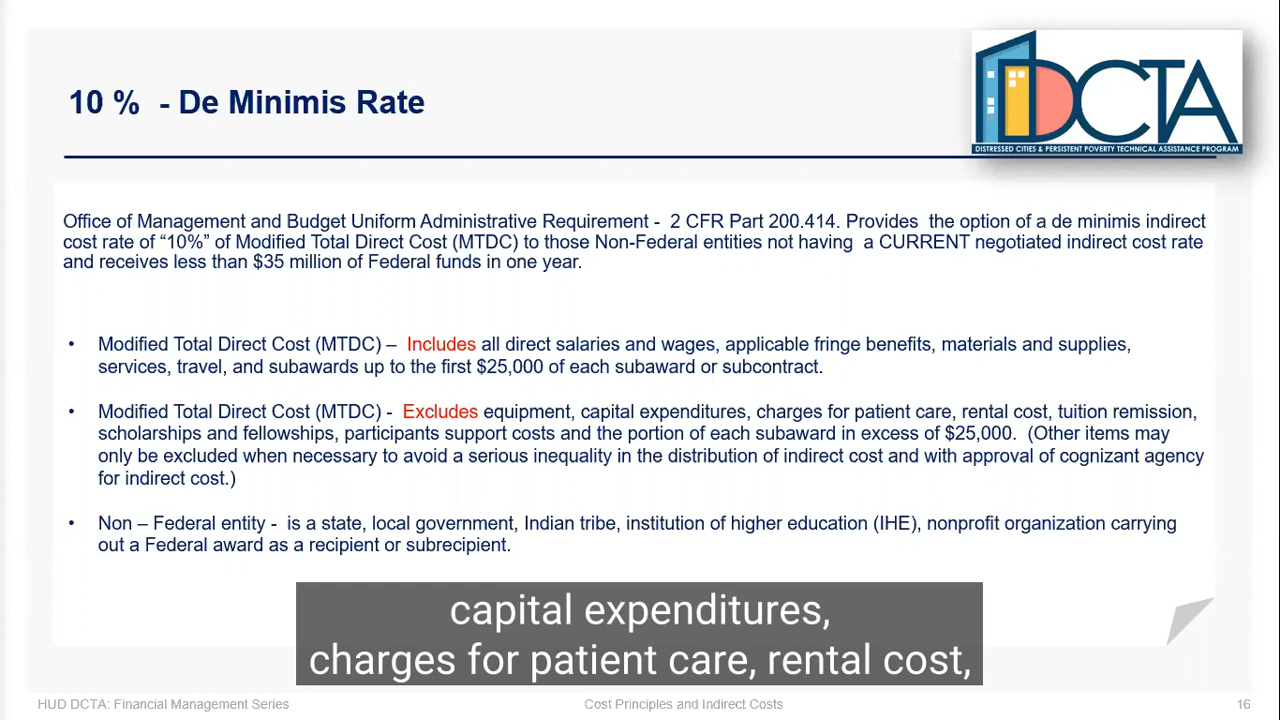 DCTA
DISTRESSED CITIES & PERSISTENT POVERTY TECHNICAL ASSISTANCE PROGRAM
10 % - De Minimis Rate
Office of Management and Budget Uniform Administrative Requirement - 2 CFR Part 200.414. Provides the option of a de minimis indirect
cost rate of “10%” of Modified Total Direct Cost (MTDC) to those Non-Federal entities not having a CURRENT negotiated indirect cost rate
and receives less than $35 million of Federal funds in one year.
• Modified Total Direct Cost (MTDC) – Includes all direct salaries and wages, applicable fringe benefits, materials and supplies,
services, travel, and subawards up to the first $25,000 of each subaward or subcontract.
• Modified Total Direct Cost (MTDC) - Excludes equipment, capital expenditures, charges for patient care, rental cost, tuition remission,
scholarships and fellowships, participants support costs and the portion of each subaward in excess of $25,000. (Other items may
only be excluded when necessary to avoid a serious inequality in the distribution of indirect cost and with approval of cognizant agency
for indirect cost.)
• Non – Federal entity - is a state, local government, Indian tribe, institution of higher education (IHE), nonprofit organization carrying
out a Federal award as a recipient or subrecipient.
capital expenditures,
charges for patient care, rental cost,
HUD DCTA: Financial Management Series
Cost Principles and Indirect Costs
16